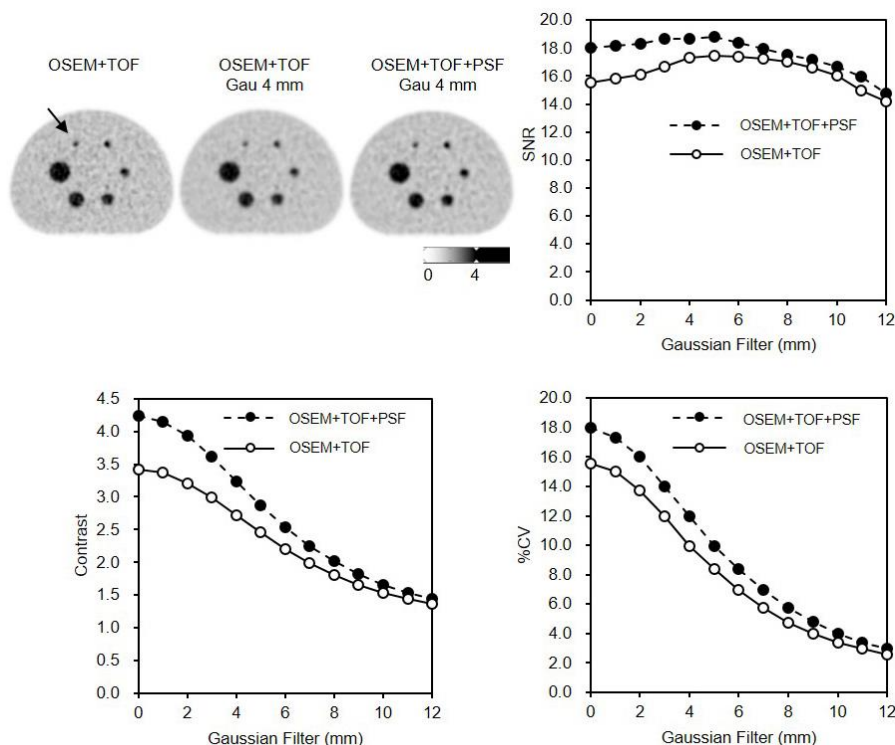 OSEM+TOF
OSEM+TOF
Gau 4 mm
OSEM+TOF+PSF
Gau 4 mm
0 4
20.0
18.0
16.0
14.0
12.0
10.0
8.0
6.0
4.0
2.0
0.0
SNR
OSEM+TOF+PSF
OSEM+TOF
0 2 4 6 8 10 12
Gaussian Filter (mm)
4.5
4.0
3.5
3.0
2.5
2.0
1.5
1.0
0.5
0.0
Contrast
OSEM+TOF+PSF
OSEM+TOF
0 2 4 6 8 10 12
Gaussian Filter (mm)
20.0
18.0
16.0
14.0
12.0
10.0
8.0
6.0
4.0
2.0
0.0
%CV
OSEM+TOF+PSF
OSEM+TOF
0 2 4 6 8 10 12
Gaussian Filter (mm)